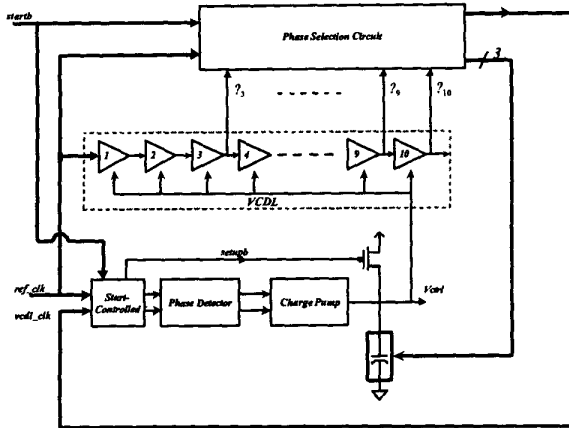 startb
Phase Selection Circuit
3
?3
?9
?10
1
2
3
4
9
10
VCDL
setupb
ref_clk
vcdl_clk
Start-
Controlled
Phase Detector
Charge Pump
Vctrl